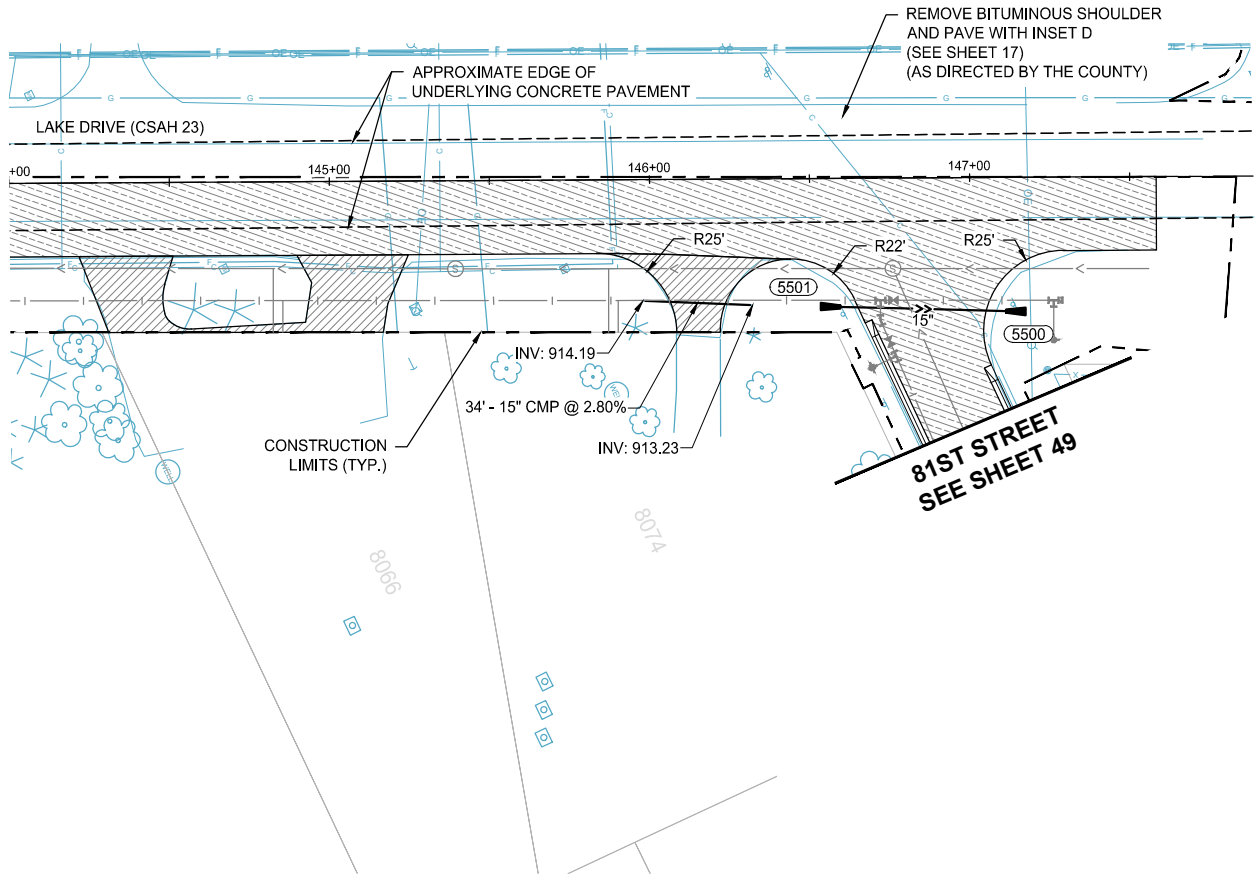 REMOVE BITUMINOUS SHOULDER
AND PAVE WITH INSET D
(SEE SHEET 17)
(AS DIRECTED BY THE COUNTY)
APPROXIMATE EDGE OF
UNDERLYING CONCRETE PAVEMENT
LAKE DRIVE (CSAH 23)
+00
145+00
146+00
147+00
R25'
R22'
R25'
5501
15"
5500
INV: 914.19
34' - 15" CMP @ 2.80%
INV: 913.23
CONSTRUCTION
LIMITS (TYP.)
81ST STREET
SEE SHEET 49
8066
8074